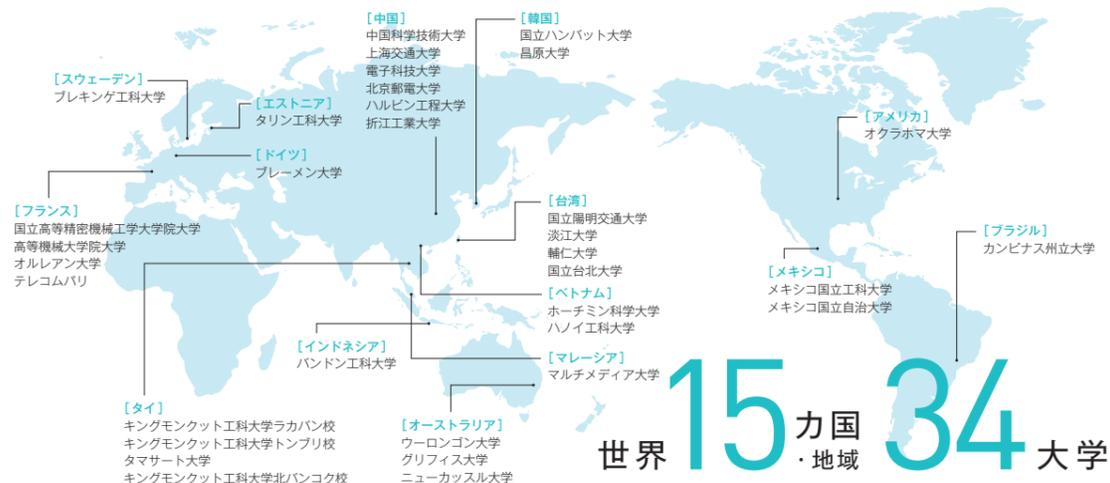 [スウェーデン]
ブレキンゲ工科大学
[エストニア]
タリン工科大学
[ドイツ]
ブレーメン大学
[フランス]
国立高等精密機械工学大学院大学
高等機械大学院大学
オルレアン大学
テレコムパリ
[中国]
中国科学技術大学
上海交通大学
電子科技大学
北京郵電大学
ハルビン工程大学
折江工業大学
[韓国]
国立ハンバット大学
昌原大学
[台湾]
国立陽明交通大学
淡江大学
輔仁大学
国立台北大学
[ベトナム]
ホーチミン科学大学
ハノイ工科大学
[マレーシア]
マルチメディア大学
[インドネシア]
バンドン工科大学
[タイ]
キングモンクット工科大学ラカバン校
キングモンクット工科大学トンブリ校
タマサート大学
キングモンクット工科大学北バンコク校
[オーストラリア]
ウーロンゴン大学
グリフィス大学
ニューカッスル大学
[アメリカ]
オクラホマ大学
[メキシコ]
メキシコ国立工科大学
メキシコ国立自治大学
[ブラジル]
カンピナス州立大学
世界15カ国・地域 34大学